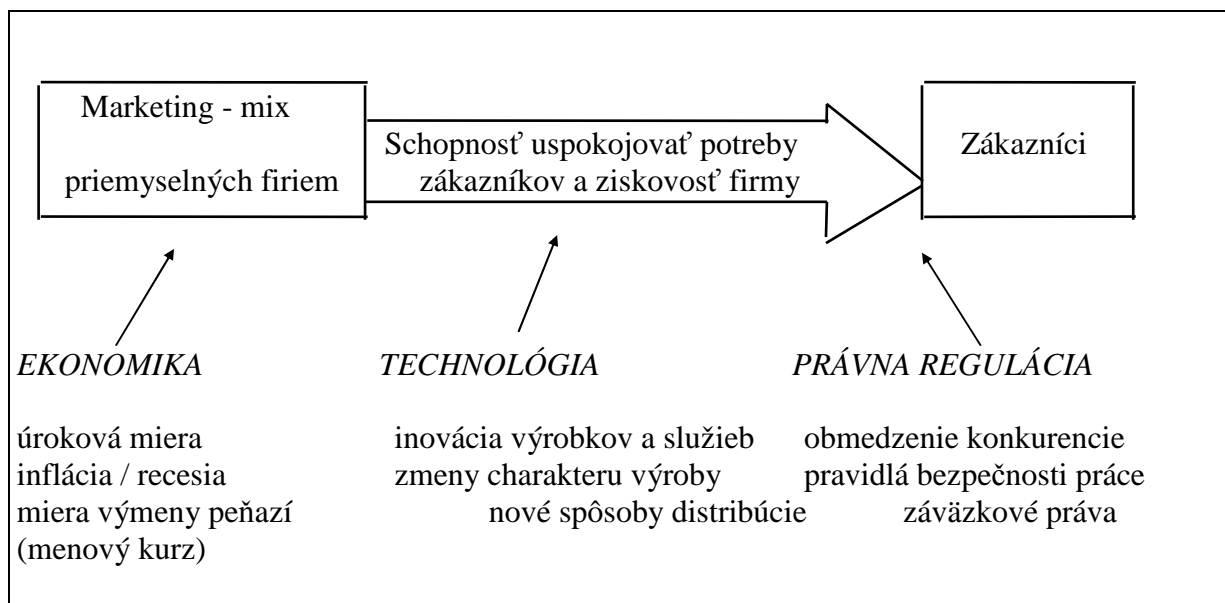 Marketing - mix
priemyselných firiem
Schopnosť uspokojovať potreby
zákazníkov a ziskovosť firmy
Zákazníci
EKONOMIKA
úroková miera
inflácia / recesia
miera výmeny peňazí
(menový kurz)
TECHNOLÓGIA
inovácia výrobkov a služieb
zmeny charakteru výroby
nové spôsoby distribúcie
PRÁVNA REGULÁCIA
obmedzenie konkurencie
pravidlá bezpečnosti práce
záväzkové práva